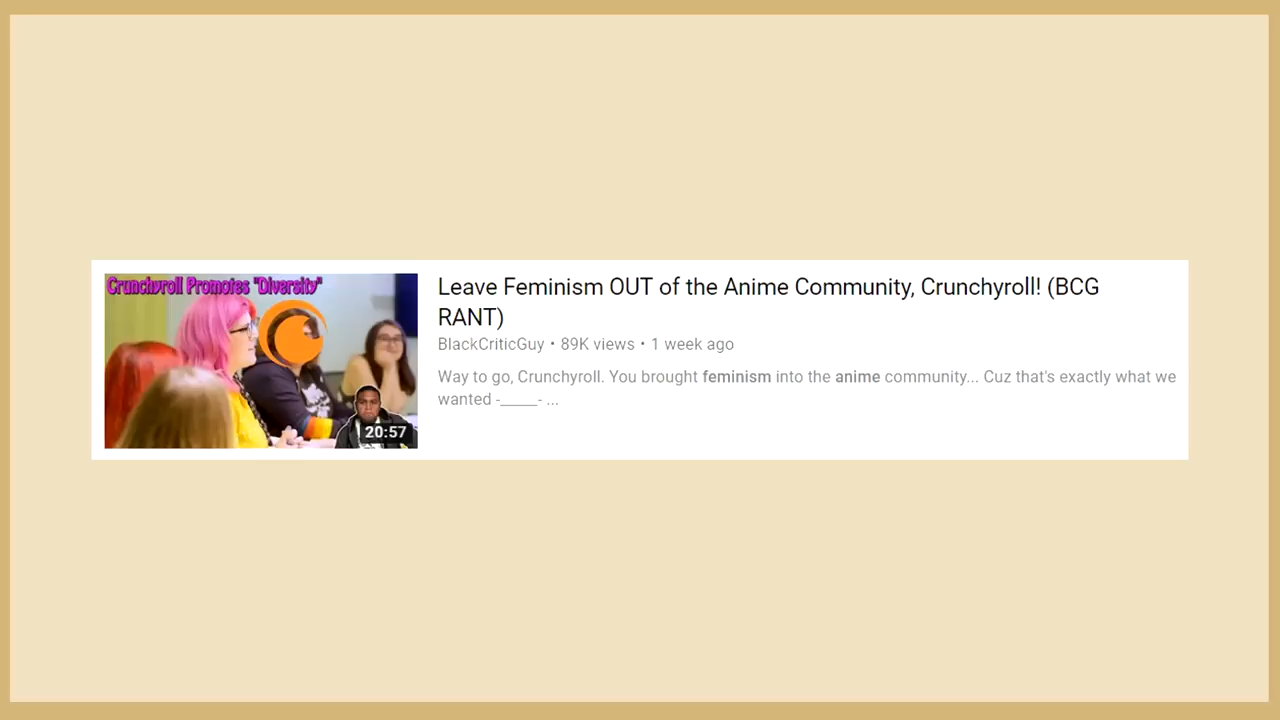 Crunchyroll Promotes "Diversity"
20:57
Leave Feminism OUT of the Anime Community, Crunchyroll! (BCG
RANT)
BlackCriticGuy • 89K views • 1 week ago
Way to go, Crunchyroll. You brought feminism into the anime community... Cuz that's exactly what we
wanted -_____- ...